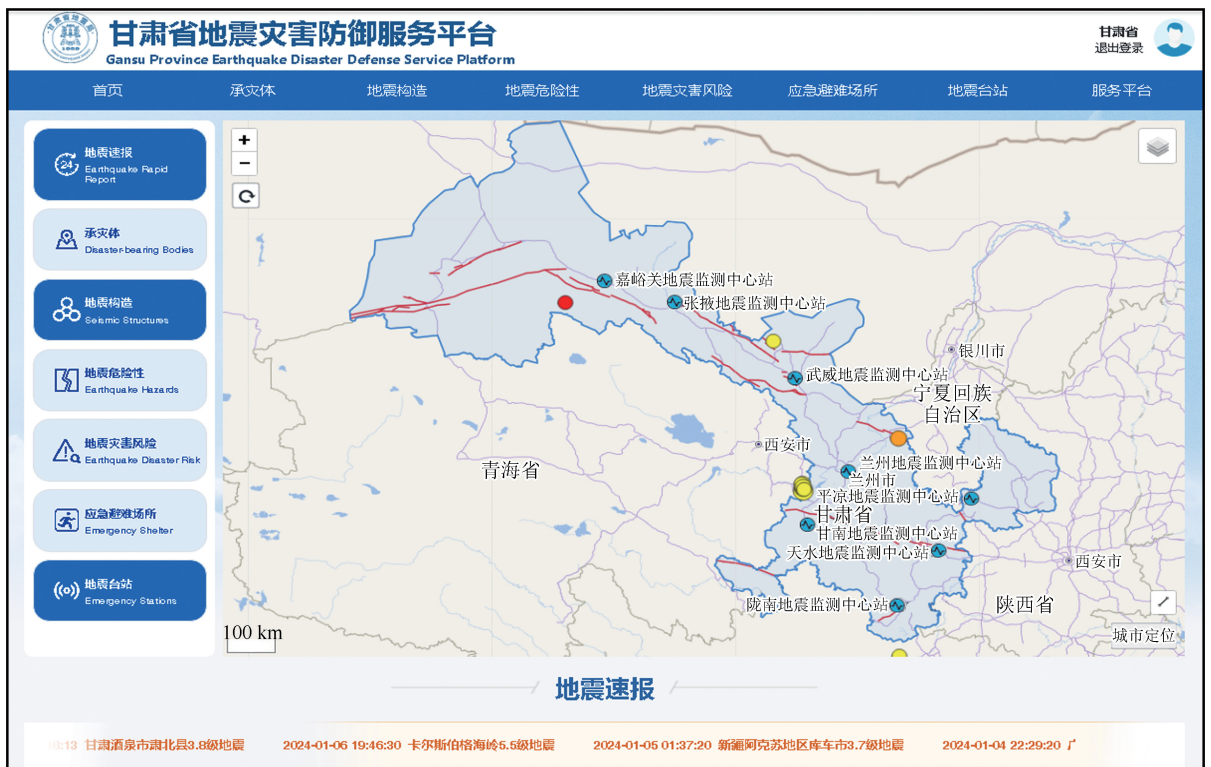 甘肃省地震灾害防御服务平台
Gansu Province Earthquake Disaster Defense Service Platform
甘肃省
退出登录
首页 承灾体 地震构造 地震危险性 地震灾害风险 应急避难场所 地震台站 服务平台
24
地震速报
Earthquake Rapid
Report
承灾体
Disaster-bearing Bodies
地震构造
Seismic Structures
地震危险性
Earthquake Hazards
地震灾害风险
Earthquake Disaster Risk
应急避难场所
Emergency Shelter
地震台站
Emergency Stations
+
−
嘉峪关地震监测中心站
张掖地震监测中心站
银川市
武威地震监测中心站
宁夏回族
自治区
西安市
青海省
兰州地震监测中心站
兰州市
平凉地震监测中心站
甘肃省
甘南地震监测中心站
天水地震监测中心站
西安市
陇南地震监测中心站
陕西省
100 km
城市定位
地震速报
:13 甘肃酒泉市肃北县3.8级地震 2024-01-06 19:46:30 卡尔斯伯格海岭5.5级地震 2024-01-05 01:37:20 新疆阿克苏地区库车市3.7级地震 2024-01-04 22:29:20